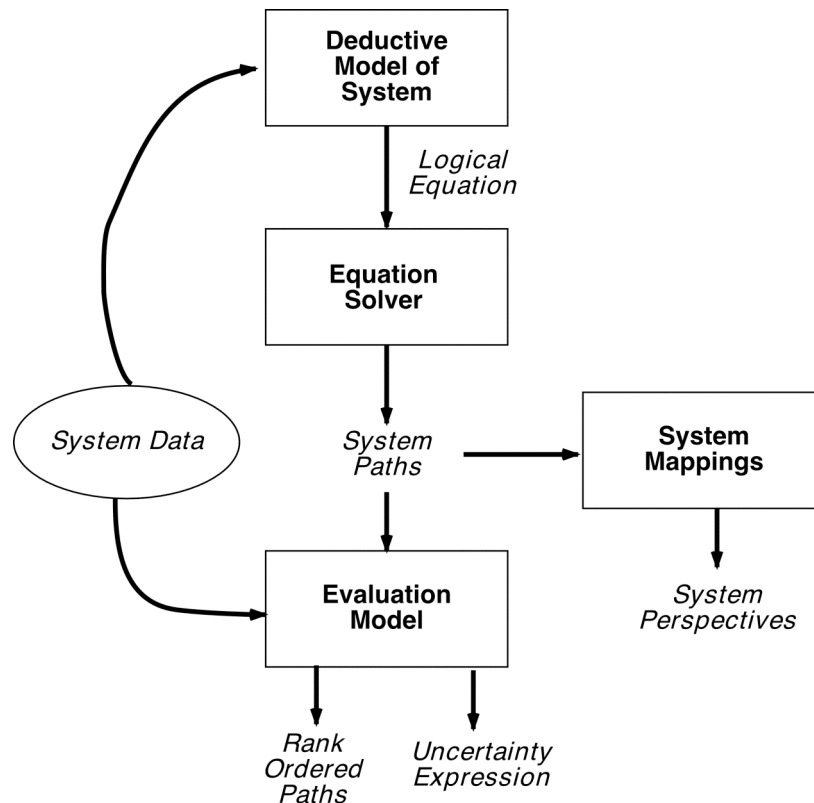 Deductive
Model of
System
Logical
Equation
Equation
Solver
System Data
System
Paths
System
Mappings
Evaluation
Model
System
Perspectives
Rank
Ordered
Paths
Uncertainty
Expression